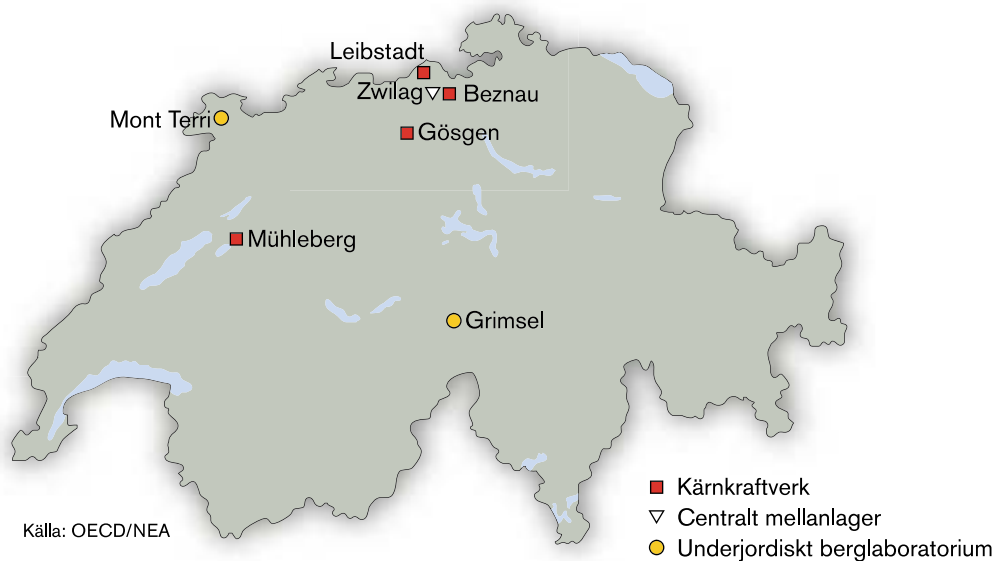 Leibstadt
Zwilag
Beznau
Mont Terri
Gösgen
Mühleberg
Grimsel
Kärnkraftverk
Centralt mellanlager
Källa: OECD/NEA
Underjordiskt berglaboratorium